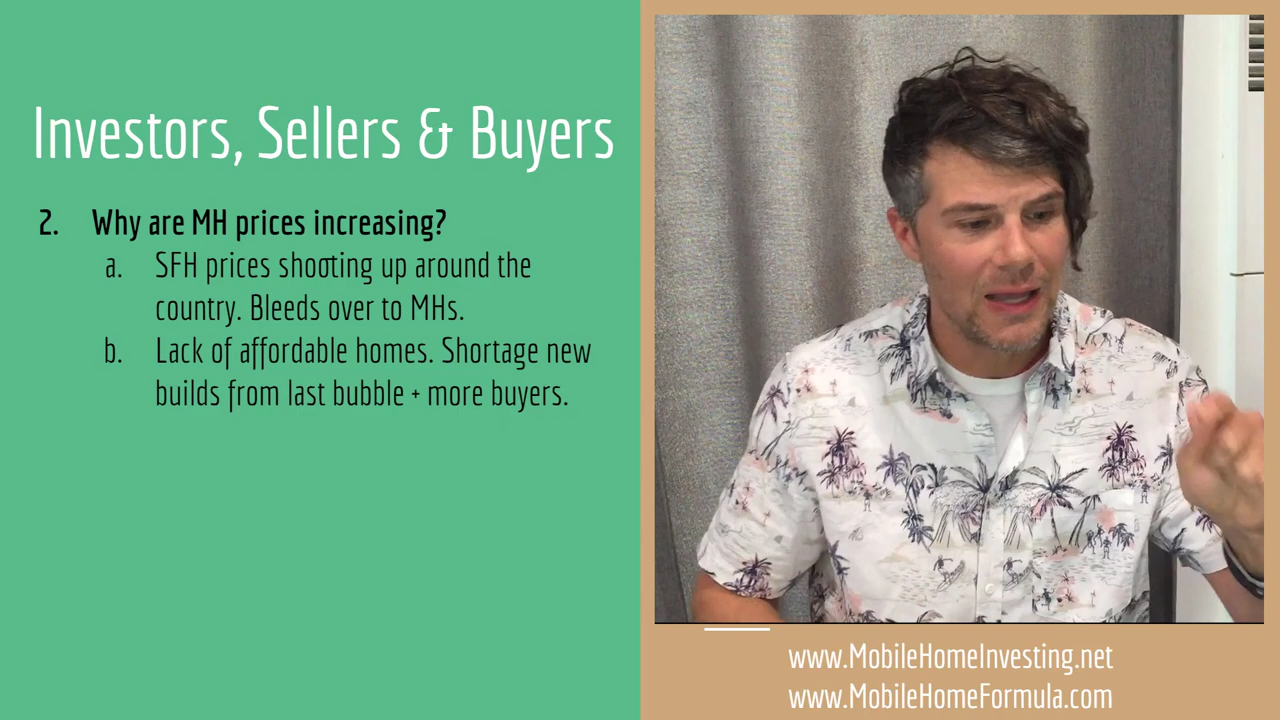 Investors, Sellers & Buyers
2. Why are MH prices increasing?
a. SFH prices shooting up around the
country. Bleeds over to MHs.
b. Lack of affordable homes. Shortage new
builds from last bubble + more buyers.
www.MobileHomeInvesting.net
www.MobileHomeFormula.com